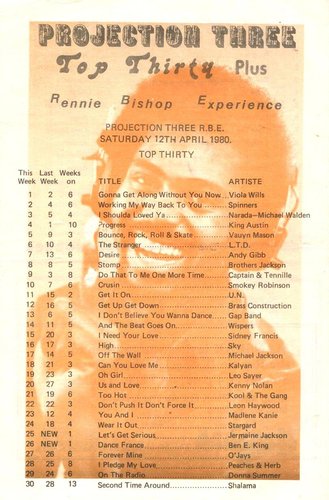 PROJECTION THREE
Top Thirty Plus
Rennie Bishop Experience
PROJECTION THREE R.B.E.
SATURDAY 12TH APRIL 1980.
TOP THIRTY
This Week Last Week Weeks on TITLE ARTISTE
1 2 6 Gonna Get Along Without You Now Viola Wills
2 4 6 Working My Way Back To You Spinners
3 5 4 I Shoulda Loved Ya Narada-Michael Walden
4 1 10 Progress King Austin
5 9 3 Bounce, Rock, Roll & Skate Vauyn Mason
6 10 4 The Stranger L.T.D.
7 13 6 Desire Andy Gibb
8 8 5 Stomp Brothers Jackson
9 3 8 Do That To Me One More Time Captain & Tennille
10 7 6 Crusin Smokey Robinson
11 15 2 Get It On U.N.
12 16 5 Get Up Get Down Brass Construction
13 6 5 I Don't Believe You Wanna Dance Gap Band
14 11 5 And The Beat Goes On Wispers
15 20 3 I Need Your Love Sidney Francis
16 17 3 High Sky
17 14 5 Off The Wall Michael Jackson
18 21 3 Can You Love Me Kalyan
19 23 3 Oh Girl Leo Sayer
20 27 3 Us and Love Kenny Nolan
21 19 6 Too Hot Kool & The Gang
22 22 3 Don't Push It Don't Force It Leon Haywood
23 12 4 You And I Madlene Kane
24 18 4 Wear It Out Stargard
25 NEW 1 Let's Get Serious Jermaine Jackson
26 NEW 1 Dance France Ben E. King
27 26 6 Forever Mine O'Jays
28 25 8 I Pledge My Love Peaches & Herb
29 24 On The Radio Donna Summer
30 28 13 Second Time Around Shalama